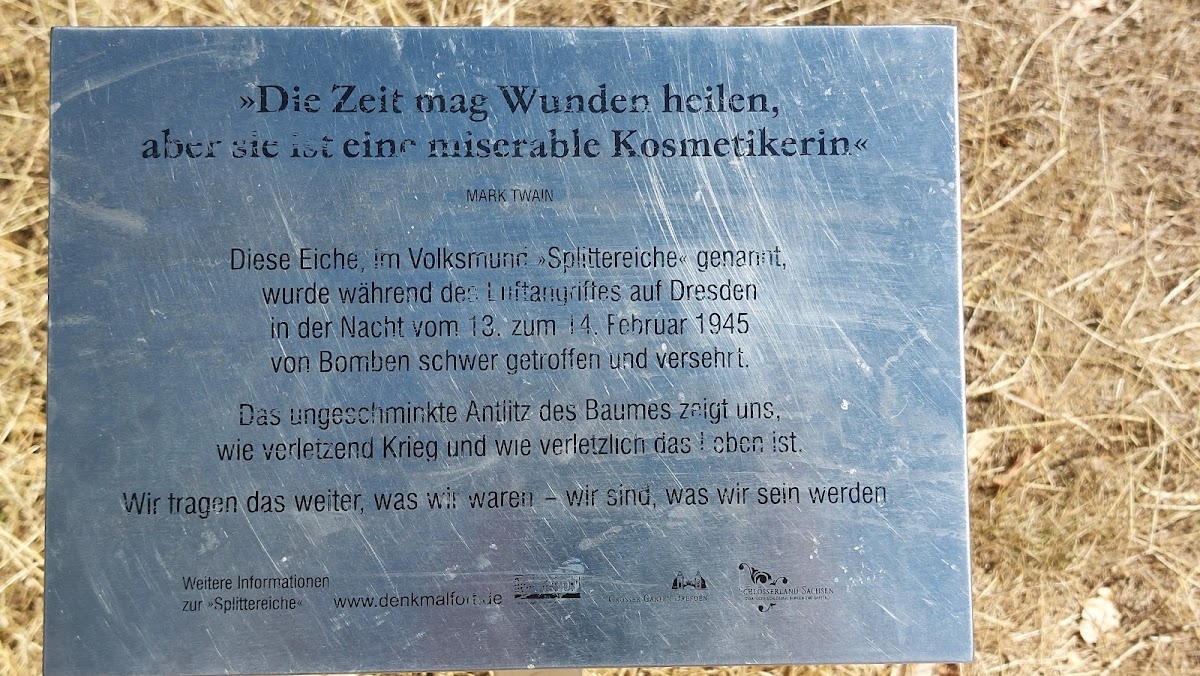 »Die Zeit mag Wunden heilen,
aber sie ist eine miserable Kosmetikerin«
MARK TWAIN
Diese Eiche, im Volksmund »Splittereiche« genannt,
wurde während des Luftangriffes auf Dresden
in der Nacht vom 13. zum 14. Februar 1945
von Bomben schwer getroffen und versehrt.
Das ungeschminkte Antlitz des Baumes zeigt uns,
wie verletzend Krieg und wie verletzlich das Leben ist.
Wir tragen das weiter, was wir waren – wir sind, was wir sein werden
Weitere Informationen
zur »Splittereiche« www.denkmalfort.de
GROSSER GARTEN DRESDEN
SCHLÖSSERLAND SACHSEN